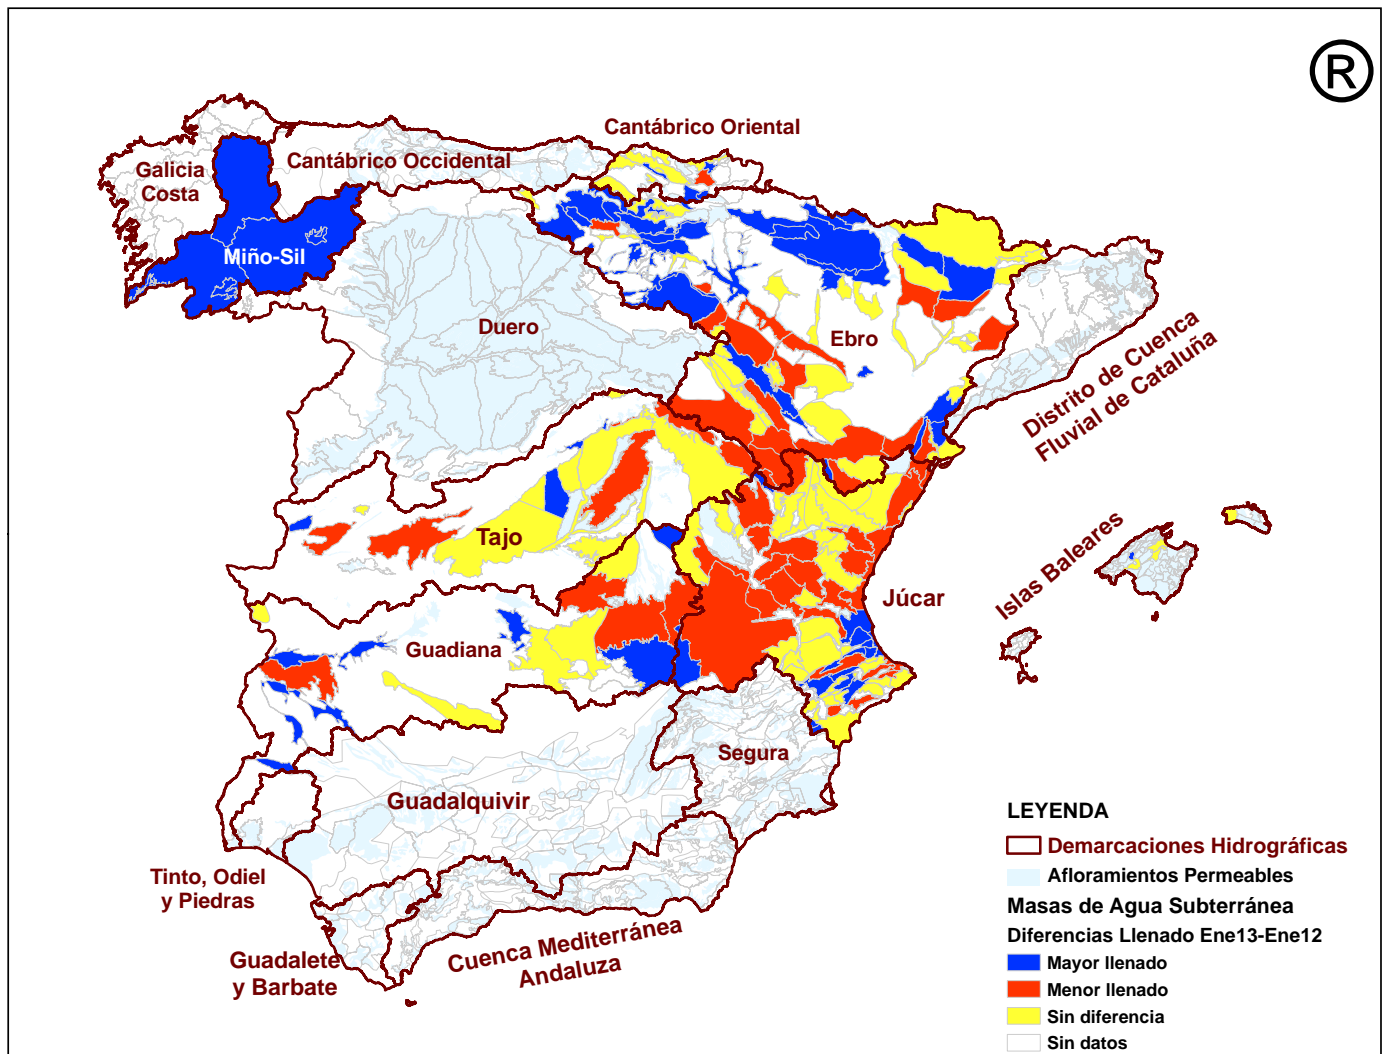 ®
Cantábrico Oriental
Cantábrico Occidental
Galicia
Costa
Miño-Sil
Duero
Ebro
Distrito de Cuenca
Fluvial de Cataluña
Tajo
Islas Baleares
Júcar
Guadiana
Segura
Guadalquivir
Tinto, Odiel
y Piedras
Guadalete
y Barbate
Cuenca Mediterránea
Andaluza
LEYENDA
Demarcaciones Hidrográficas
Afloramientos Permeables
Masas de Agua Subterránea
Diferencias Llenado Ene13-Ene12
Mayor llenado
Menor llenado
Sin diferencia
Sin datos